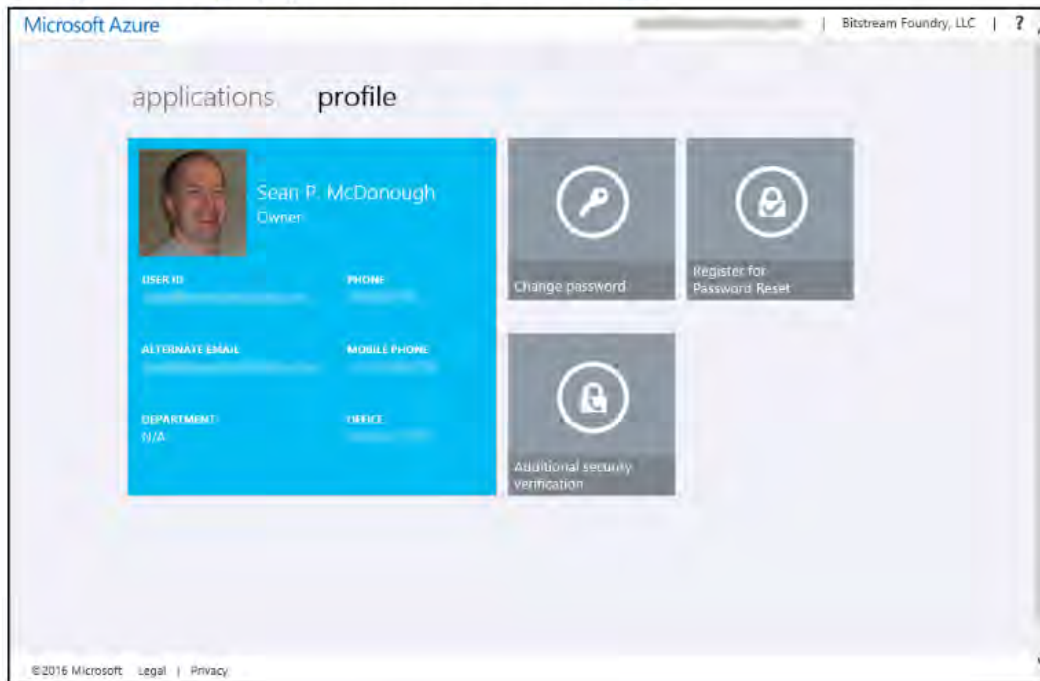 Microsoft Azure
| Bitstream Foundry, LLC | ?
applications profile
Sean P. McDonough
Owner
USER ID PHONE
ALTERNATE EMAIL MOBILE PHONE
DEPARTMENT OFFICE
N/A
Change password
Register for
Password Reset
Additional security
verification
©2016 Microsoft Legal | Privacy